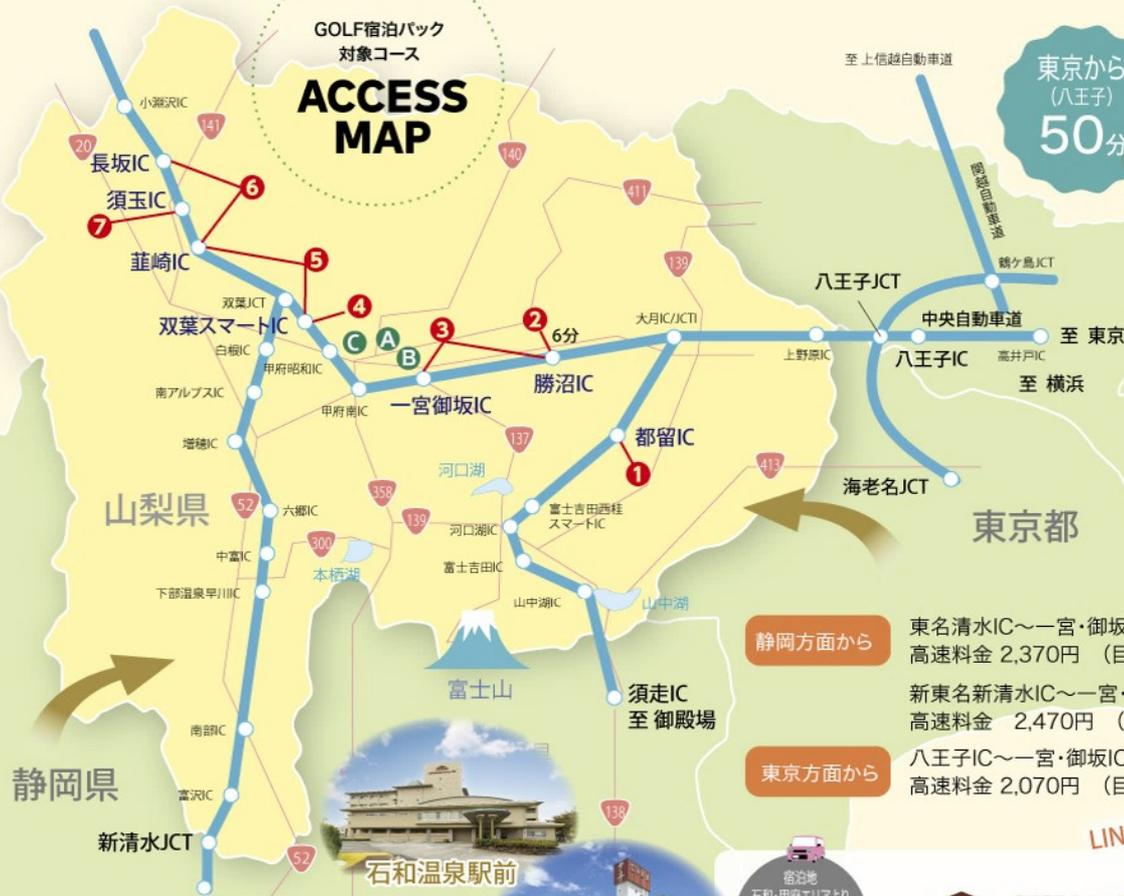 GOLF宿泊パック
対象コース
ACCESS
MAP
至 上信越自動車道
東京から
(八王子)
50分
小淵沢IC
141
20
長坂IC
140
6
411
須玉IC
7
関越自動車道
韮崎IC
5
139
鶴ケ島JCT
八王子JCT
双葉JCT
4
双葉スマートIC
3
2
6分
大月IC/JCT
中央自動車道
至 東京
C
A
B
白根IC
甲府昭和IC
上野原IC
八王子IC
高井戸IC
勝沼IC
至 横浜
南アルプスIC
甲府南IC
一宮御坂IC
増穂IC
137
都留IC
1
413
河口湖
海老名JCT
358
52
山梨県
六郷IC
139
富士吉田西桂
スマートIC
東京都
河口湖IC
300
中富IC
本栖湖
富士吉田IC
下部温泉早川IC
山中湖IC
山中湖
静岡方面から
東名清水IC〜一宮・御坂
高速料金 2,370円 (目
富士山
須走IC
至 御殿場
新東名新清水IC〜一宮・
高速料金 2,470円 (
南部IC
静岡県
東京方面から
八王子IC〜一宮・御坂IC
高速料金 2,070円 (目
富沢IC
138
新清水JCT
52
石和温泉駅前
LIN
宿泊地
石和・甲府エリアより